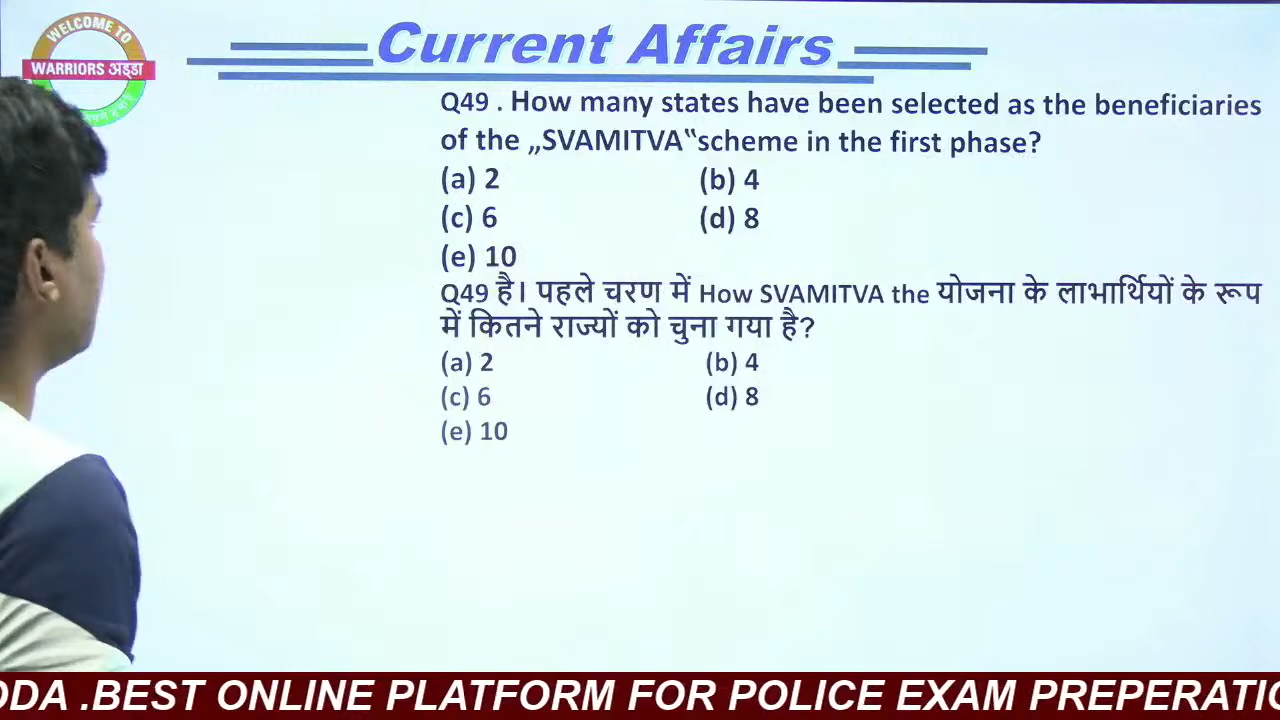 WELCOME TO
WARRIORS अड्डा
Current Affairs
Q49 . How many states have been selected as the beneficiaries
of the „SVAMITVA‟scheme in the first phase?
(a) 2 (b) 4
(c) 6 (d) 8
(e) 10
Q49 है। पहले चरण में How SVAMITVA the योजना के लाभार्थियों के रूप
में कितने राज्यों को चुना गया है?
(a) 2 (b) 4
(c) 6 (d) 8
(e) 10
DDA .BEST ONLINE PLATFORM FOR POLICE EXAM PREPERATIO